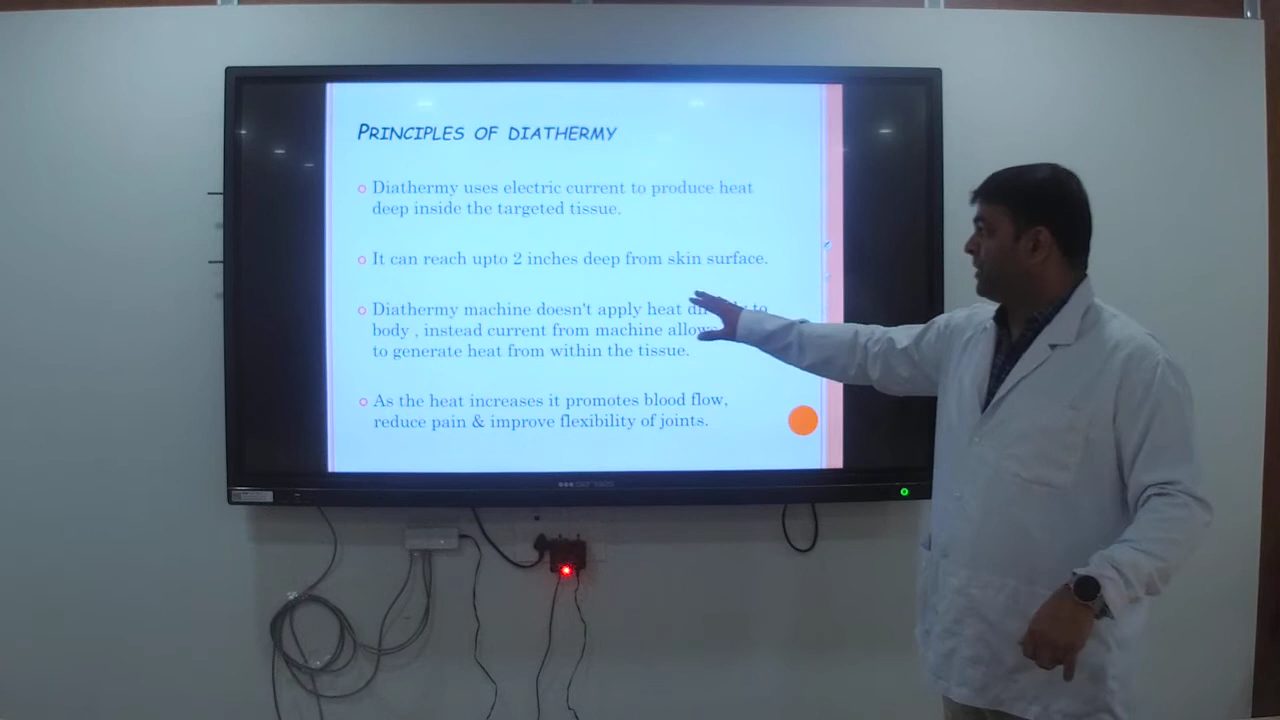 PRINCIPLES OF DIATHERMY
Diathermy uses electric current to produce heat
deep inside the targeted tissue.
It can reach upto 2 inches deep from skin surface.
Diathermy machine doesn't apply heat to
body , instead current from machine allows
to generate heat from within the tissue.
As the heat increases it promotes blood flow,
reduce pain & improve flexibility of joints.